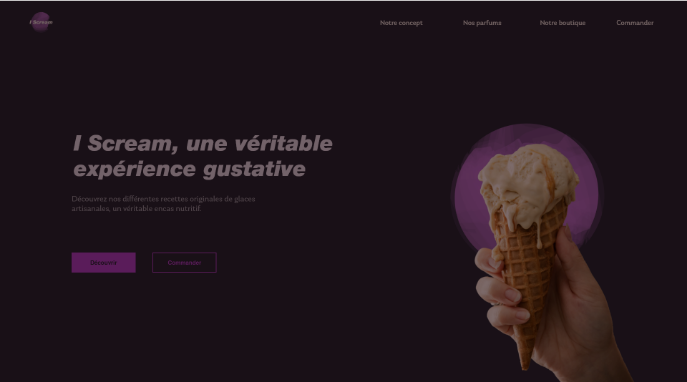 I Scream
Notre concept
Nos parfums
Notre boutique
Commander
I Scream, une véritable
expérience gustative
Découvrez nos différentes recettes originales de glaces
artisanales, un véritable encas nutritif.
Découvrir
Commander